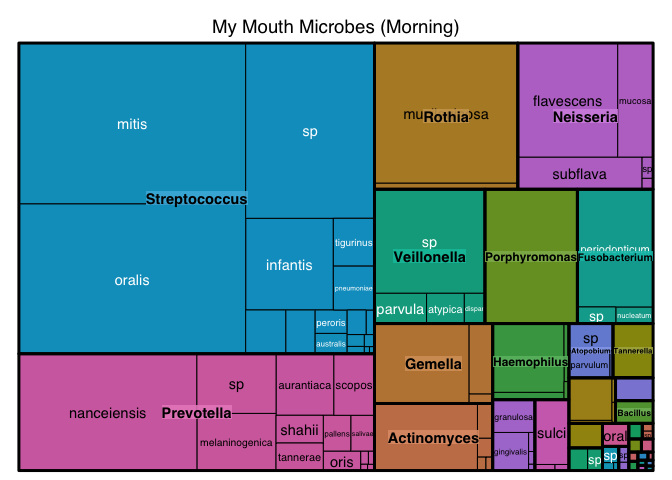 My Mouth Microbes (Morning)
mitis
sp
Streptococcus
oralis
infantis
tigurinus
pneumoniae
peroris
australis
Rothia
flavescens
mucosa
Neisseria
subflava
sp
sp
Veillonella
parvula
atypica
dispar
Porphyromonas
periodonticum
Fusobacterium
sp
nucleatum
nanceiensis
Prevotella
sp
melaninogenica
aurantiaca
scopos
shahii
pallens
salivae
tannerae
oris
Gemella
Actinomyces
Haemophilus
sp
Atopobium
parvulum
Tannerella
Bacillus
granulosa
gingivalis
sulci
oral
sp
sp